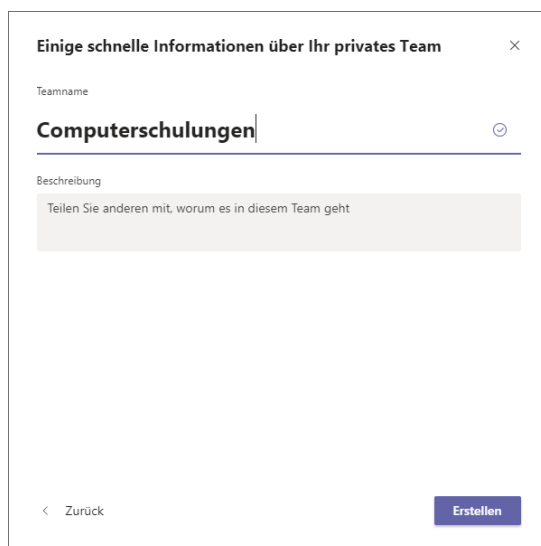 Einige schnelle Informationen über Ihr privates Team
Teamname
Computerschulungen
Beschreibung
Teilen Sie anderen mit, worum es in diesem Team geht
Zurück
Erstellen